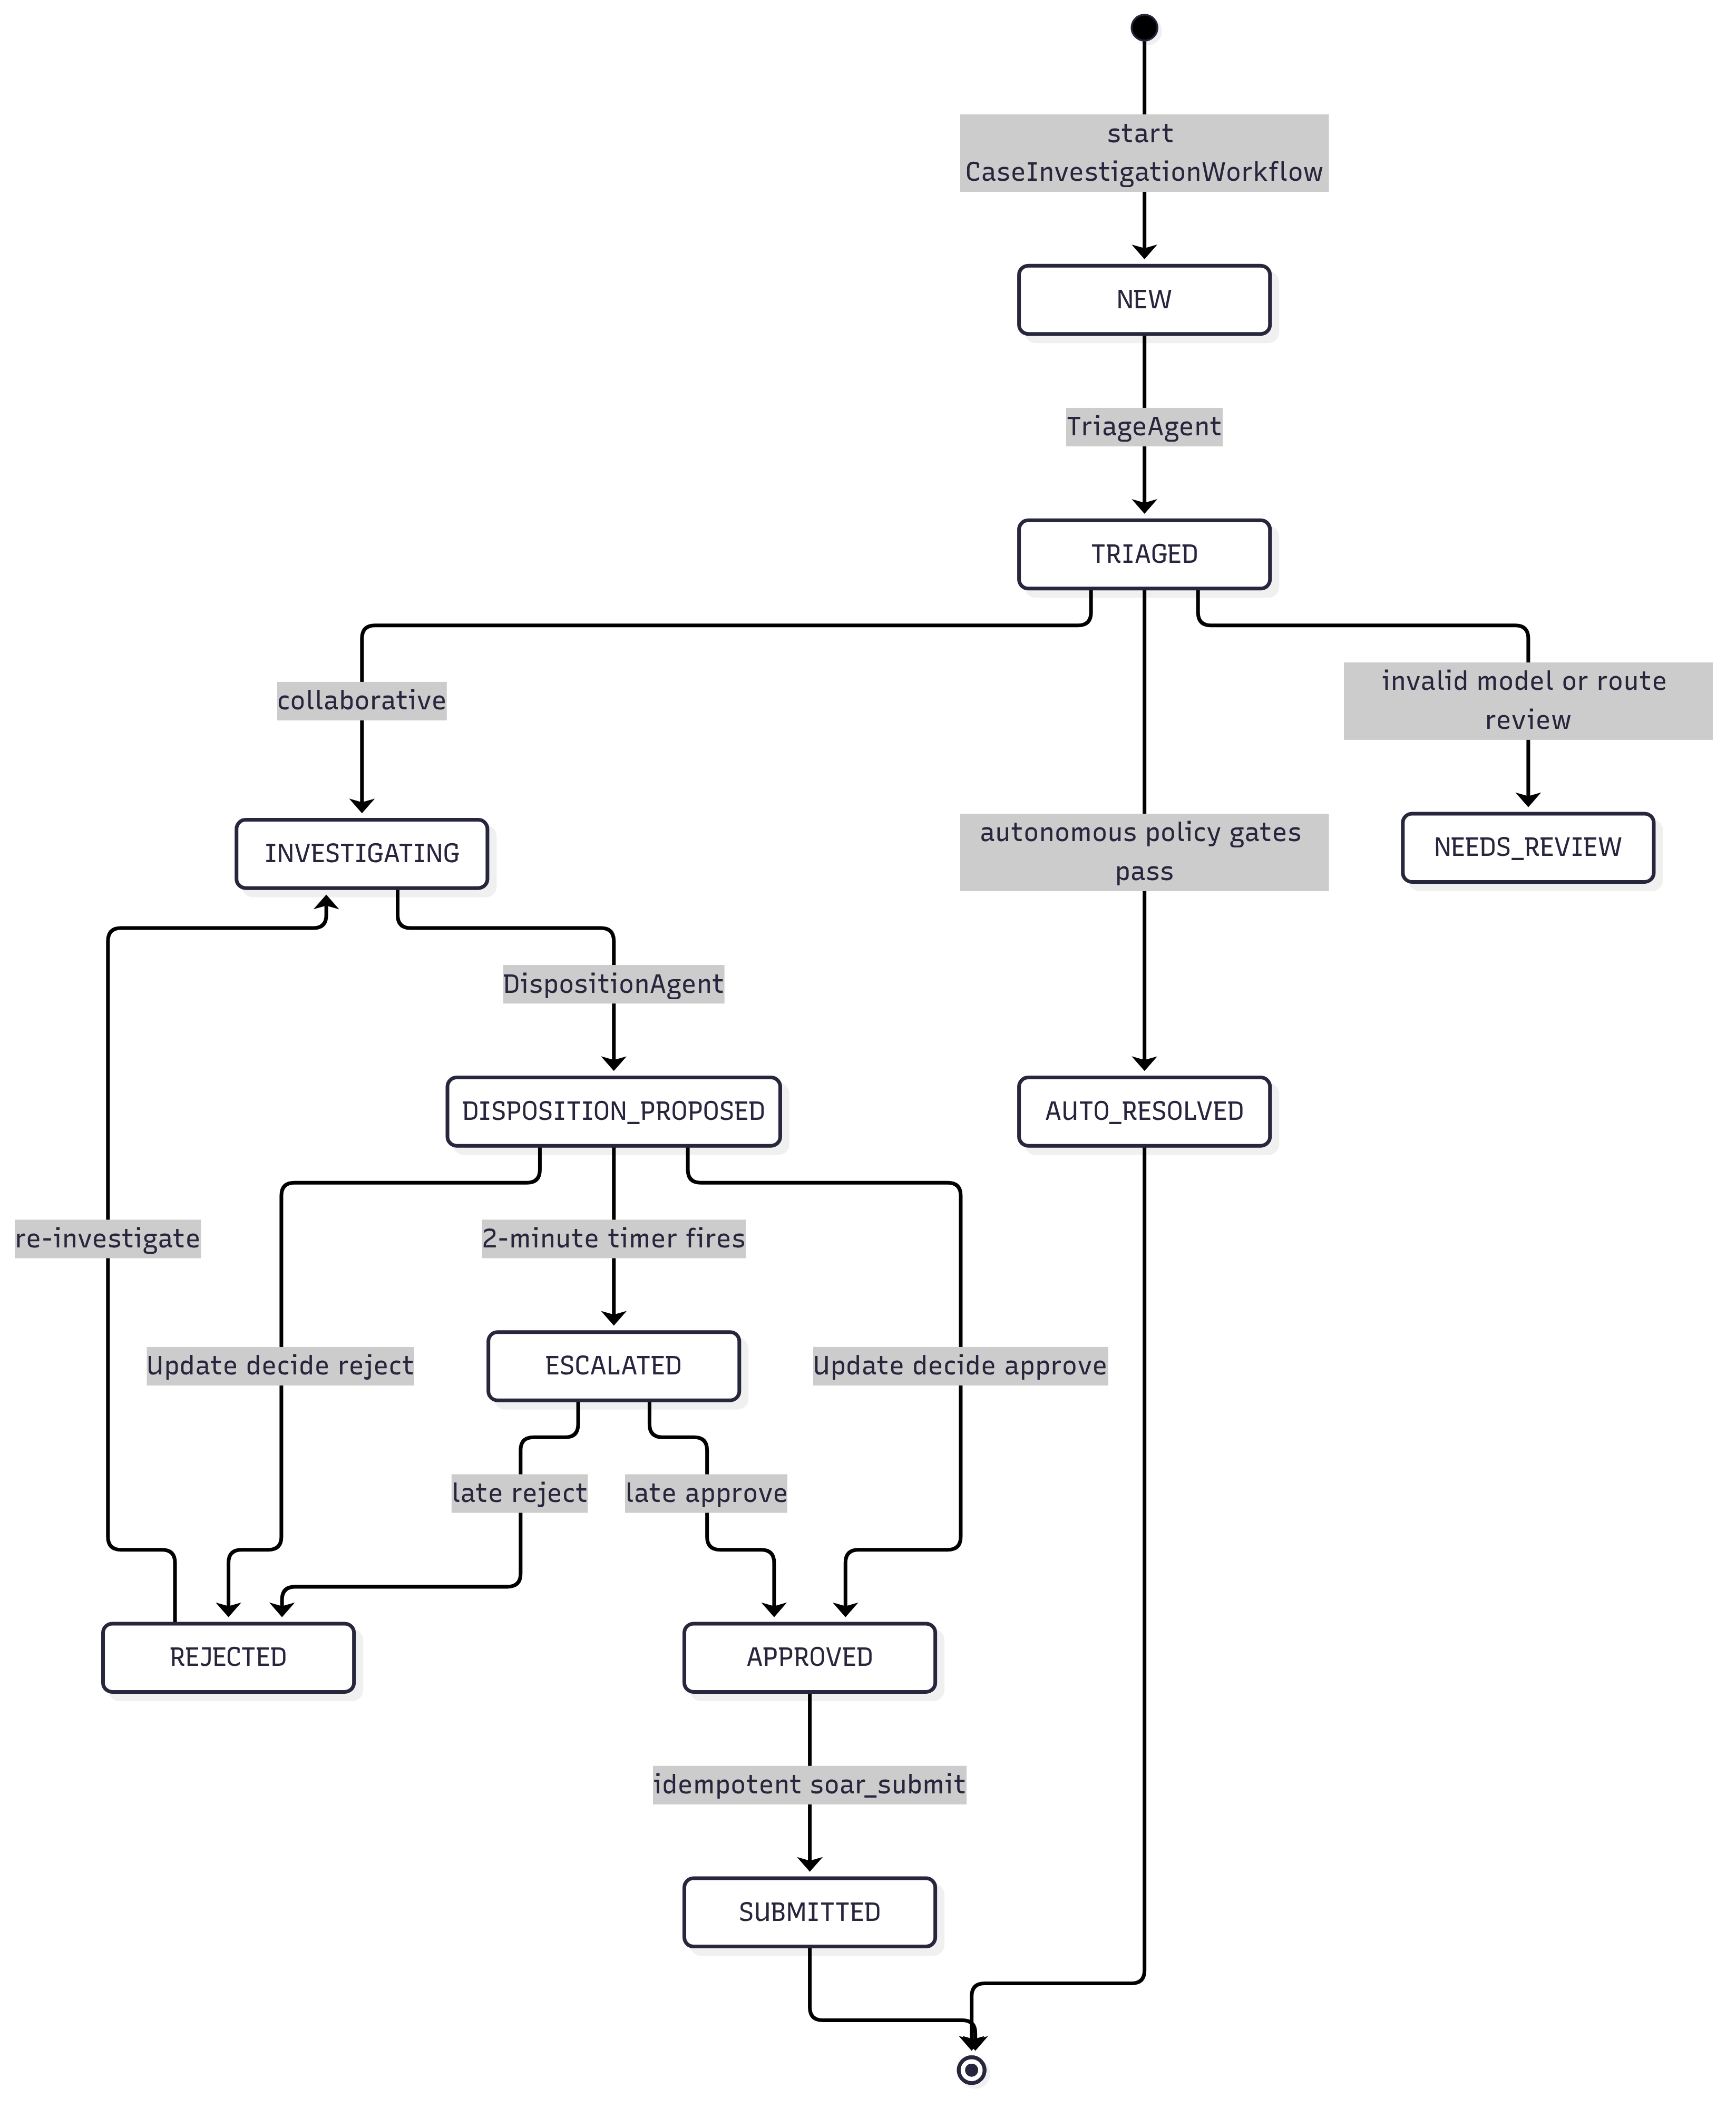 start
CaseInvestigationWorkflow
NEW
TriageAgent
TRIAGED
invalid model or route
review
collaborative
autonomous policy gates
pass
NEEDS_REVIEW
INVESTIGATING
DispositionAgent
DISPOSITION_PROPOSED
AUTO_RESOLVED
re-investigate
2-minute timer fires
Update decide reject
ESCALATED
Update decide approve
late reject
late approve
REJECTED
APPROVED
idempotent soar_submit
SUBMITTED